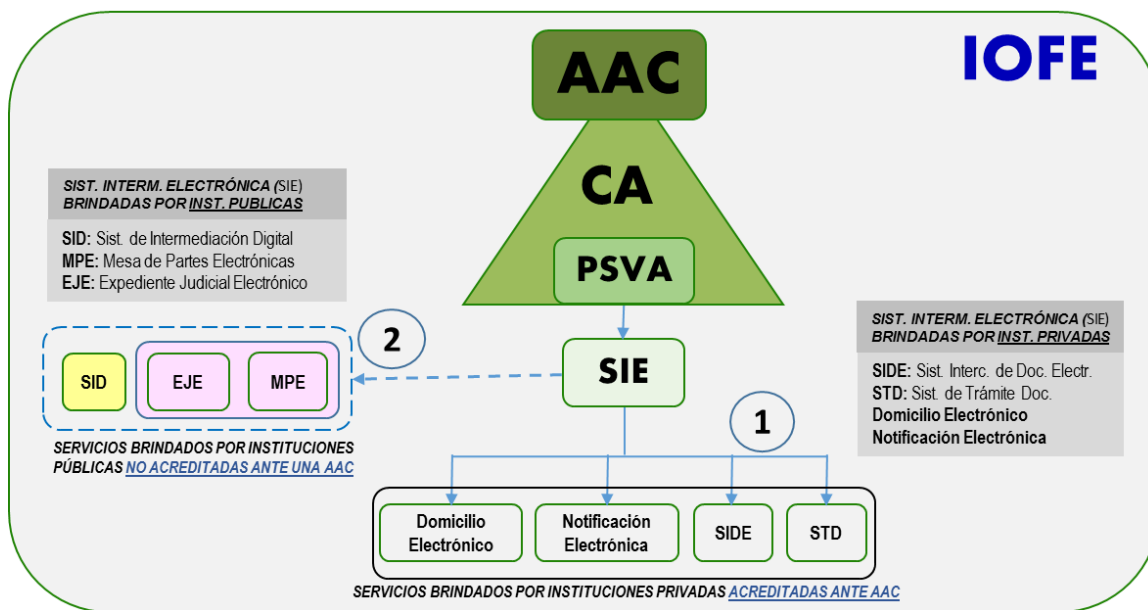 IOFE
AAC
CA
PSVA
SIST. INTERM. ELECTRÓNICA (SIE)
BRINDADAS POR INST. PUBLICAS
SID: Sist. de Intermediación Digital
MPE: Mesa de Partes Electrónicas
EJE: Expediente Judicial Electrónico
SIST. INTERM. ELECTRÓNICA (SIE)
BRINDADAS POR INST. PRIVADAS
SIDE: Sist. Interc. de Doc. Electr.
STD: Sist. de Trámite Doc.
Domicilio Electrónico
Notificación Electrónica
2
SID
EJE
MPE
SIE
SERVICIOS BRINDADOS POR INSTITUCIONES
PÚBLICAS NO ACREDITADAS ANTE UNA AAC
1
Domicilio
Electrónico
Notificación
Electrónica
SIDE
STD
SERVICIOS BRINDADOS POR INSTITUCIONES PRIVADAS ACREDITADAS ANTE AAC